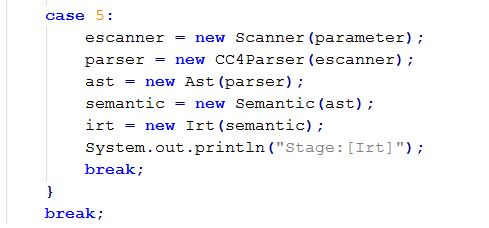 case 5:
escanner = new Scanner(parameter);
parser = new CC4Parser(escanner);
ast = new Ast(parser);
semantic = new Semantic(ast);
irt = new Irt(semantic);
System.out.println("Stage:[Irt]");
break;
}
break;